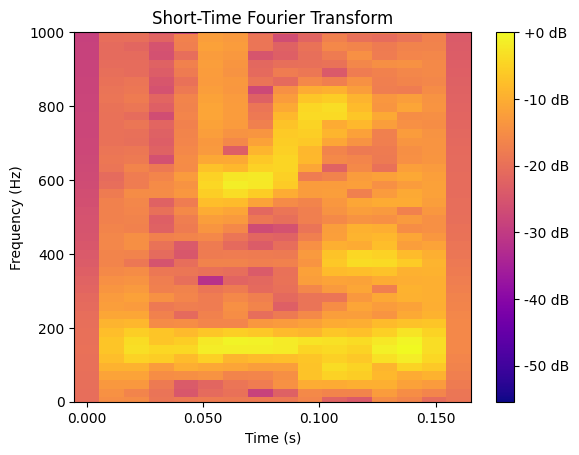 Short-Time Fourier Transform
1000
800
600
400
200
0
Frequency (Hz)
0.000
0.050
0.100
0.150
Time (s)
+0 dB
-10 dB
-20 dB
-30 dB
-40 dB
-50 dB